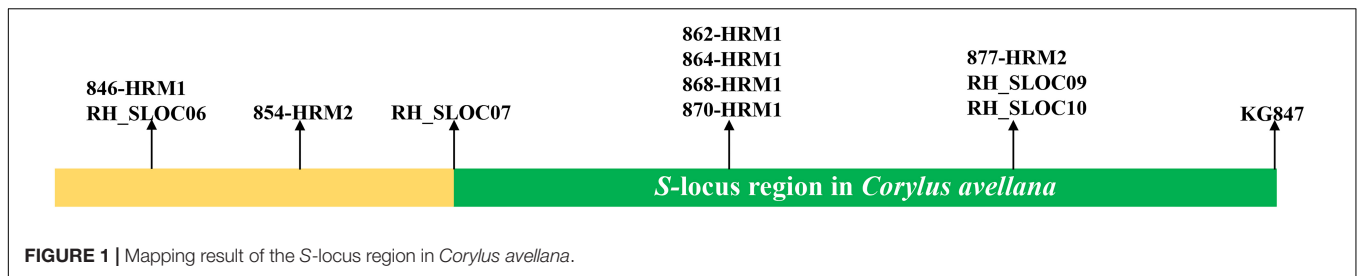 846-HRM1
RH_SLOC06
854-HRM2
RH_SLOC07
862-HRM1
864-HRM1
868-HRM1
870-HRM1
877-HRM2
RH_SLOC09
RH_SLOC10
KG847
S-locus region in Corylus avellana
FIGURE 1 | Mapping result of the S-locus region in Corylus avellana.